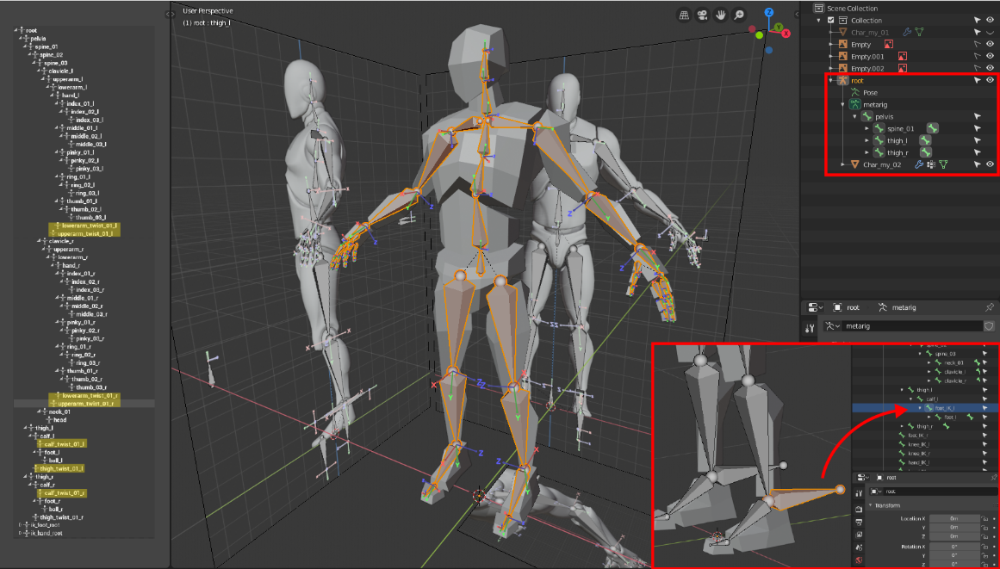 root
pelvis
spine_01
spine_02
spine_03
clavicle_l
upperarm_l
lowerarm_l
hand_l
index_01_l
index_02_l
index_03_l
middle_01_l
middle_02_l
middle_03_l
pinky_01_l
pinky_02_l
pinky_03_l
ring_01_l
ring_02_l
ring_03_l
thumb_01_l
thumb_02_l
thumb_03_l
lowerarm_twist_01_l
upperarm_twist_01_l
clavicle_r
upperarm_r
lowerarm_r
hand_r
index_01_r
index_02_r
index_03_r
middle_01_r
middle_02_r
middle_03_r
pinky_01_r
pinky_02_r
pinky_03_r
ring_01_r
ring_02_r
ring_03_r
thumb_01_r
thumb_02_r
thumb_03_r
lowerarm_twist_01_r
upperarm_twist_01_r
neck_01
head
thigh_l
calf_l
calf_twist_01_l
foot_l
ball_l
thigh_twist_01_l
thigh_r
calf_r
calf_twist_01_r
foot_r
ball_r
thigh_twist_01_r
ik_foot_root
ik_hand_root
User Perspective
(1) root : thigh_l
Z
Y
X
Scene Collection
Collection
Char_my_01
Empty
Empty.001
Empty.002
root
Pose
metarig
pelvis
spine_01
thigh_l
thigh_r
Char_my_02
root
metarig
metarig
spine_03
neck_01
clavicle_l
clavicle_r
thigh_l
calf_l
foot_IK_l
foot_l
thigh_r
foot_IK_r
knee_IK_l
knee_IK_r
hand_IK_l
root
root
Transform
Location X 0m
Y 0m
Z 0m
Rotation X 0°
Y 0°
Z 0°